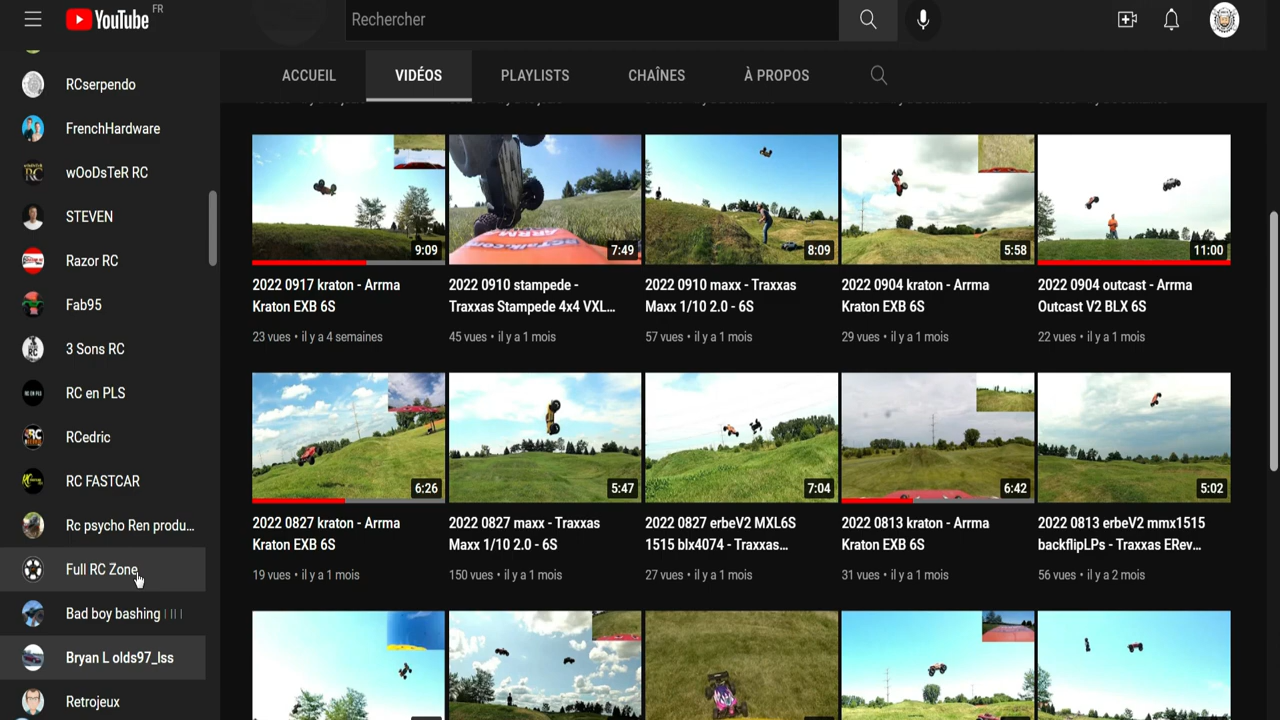 YouTube FR
Rechercher
RCserpendo
FrenchHardware
wOoDsTeR RC
STEVEN
Razor RC
Fab95
3 Sons RC
RC en PLS
RCedric
RC FASTCAR
Rc psycho Ren produ...
Full RC Zone
Bad boy bashing | | |
Bryan L olds97_lss
Retrojeux
ACCUEIL
VIDÉOS
PLAYLISTS
CHAÎNES
À PROPOS
9:09
7:49
8:09
5:58
11:00
2022 0917 kraton - Arrma
Kraton EXB 6S
23 vues • il y a 4 semaines
2022 0910 stampede -
Traxxas Stampede 4x4 VXL...
45 vues • il y a 1 mois
2022 0910 maxx - Traxxas
Maxx 1/10 2.0 - 6S
57 vues • il y a 1 mois
2022 0904 kraton - Arrma
Kraton EXB 6S
29 vues • il y a 1 mois
2022 0904 outcast - Arrma
Outcast V2 BLX 6S
22 vues • il y a 1 mois
6:26
5:47
7:04
6:42
5:02
2022 0827 kraton - Arrma
Kraton EXB 6S
19 vues • il y a 1 mois
2022 0827 maxx - Traxxas
Maxx 1/10 2.0 - 6S
150 vues • il y a 1 mois
2022 0827 erbeV2 MXL6S
1515 blx4074 - Traxxas...
27 vues • il y a 1 mois
2022 0813 kraton - Arrma
Kraton EXB 6S
31 vues • il y a 1 mois
2022 0813 erbeV2 mmx1515
backflipLPs - Traxxas ERev...
56 vues • il y a 2 mois